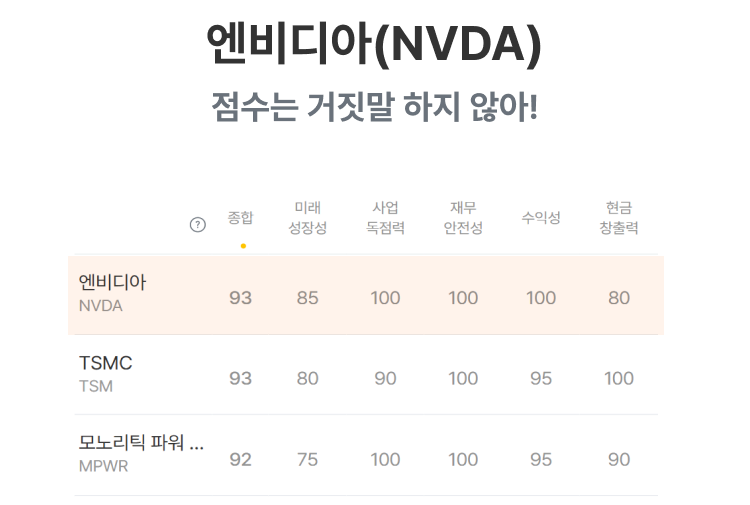 엔비디아(NVDA)
점수는 거짓말 하지 않아!
? 종합 미래 성장성 사업 독점력 재무 안전성 수익성 현금 창출력
엔비디아 93 85 100 100 100 80
NVDA
TSMC 93 80 90 100 95 100
TSM
모노리틱 파워 ... 92 75 100 100 95 90
MPWR